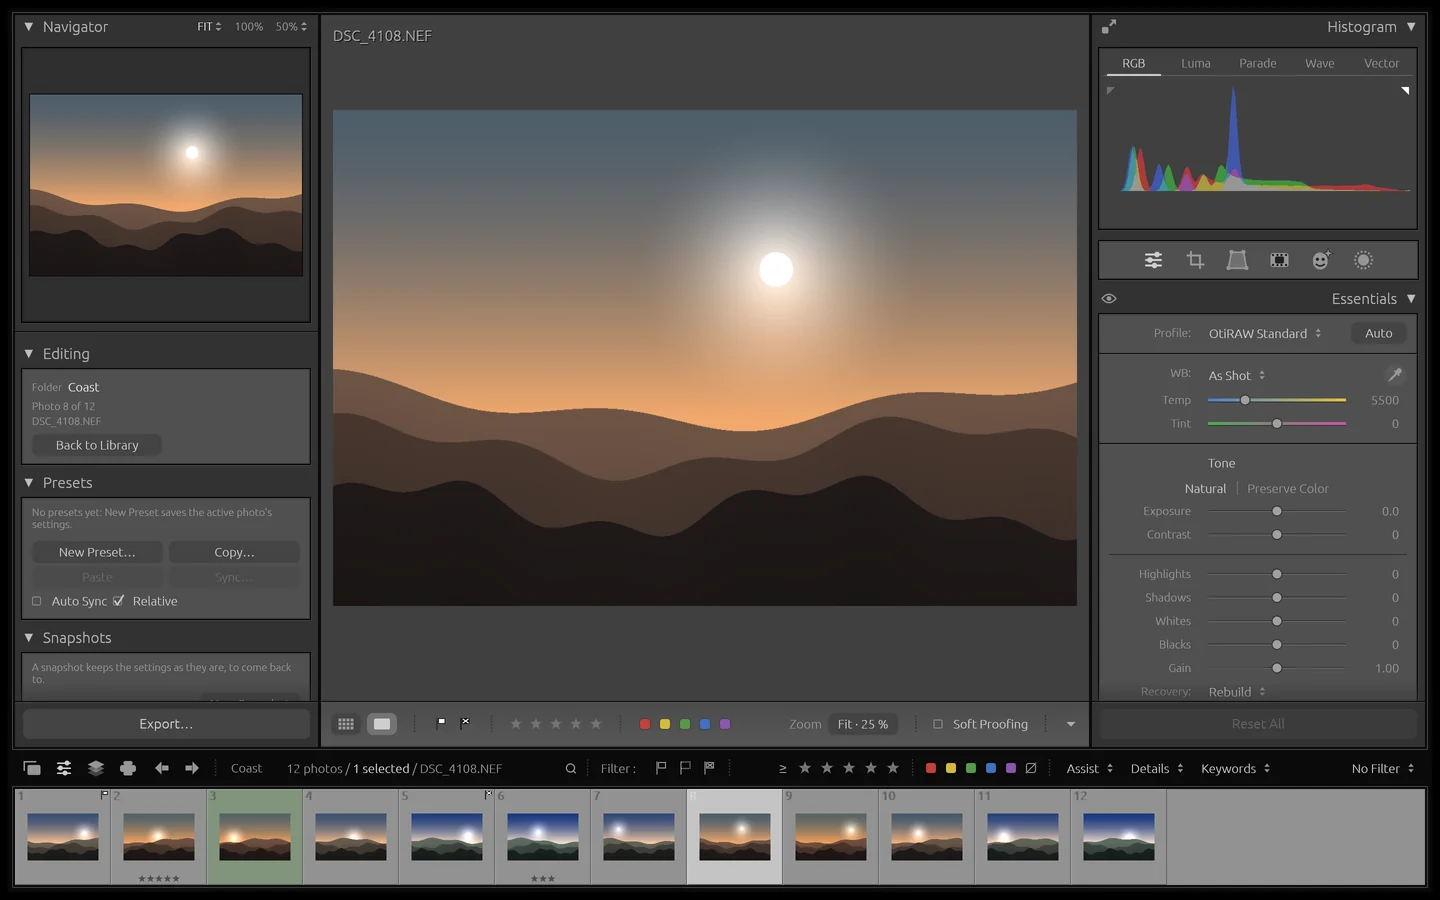 Navigator
FIT 100% 50%
DSC_4108.NEF
Histogram
RGB Luma Parade Wave Vector
Editing
Folder Coast
Photo 8 of 12
DSC_4108.NEF
Back to Library
Presets
No presets yet: New Preset saves the active photo's
settings.
New Preset… Copy…
Paste Sync…
Auto Sync Relative
Snapshots
A snapshot keeps the settings as they are, to come back
to.
Export…
Essentials
Profile: OtiRAW Standard Auto
WB: As Shot
Temp 5500
Tint 0
Tone
Natural Preserve Color
Exposure 0.0
Contrast 0
Highlights 0
Shadows 0
Whites 0
Blacks 0
Gain 1.00
Recovery: Rebuild
Reset All
Zoom Fit · 25 % Soft Proofing
Coast 12 photos / 1 selected / DSC_4108.NEF Filter : ≥ Assist Details Keywords No Filter
1 2 3 4 5 6 7 8 9 10 11 12